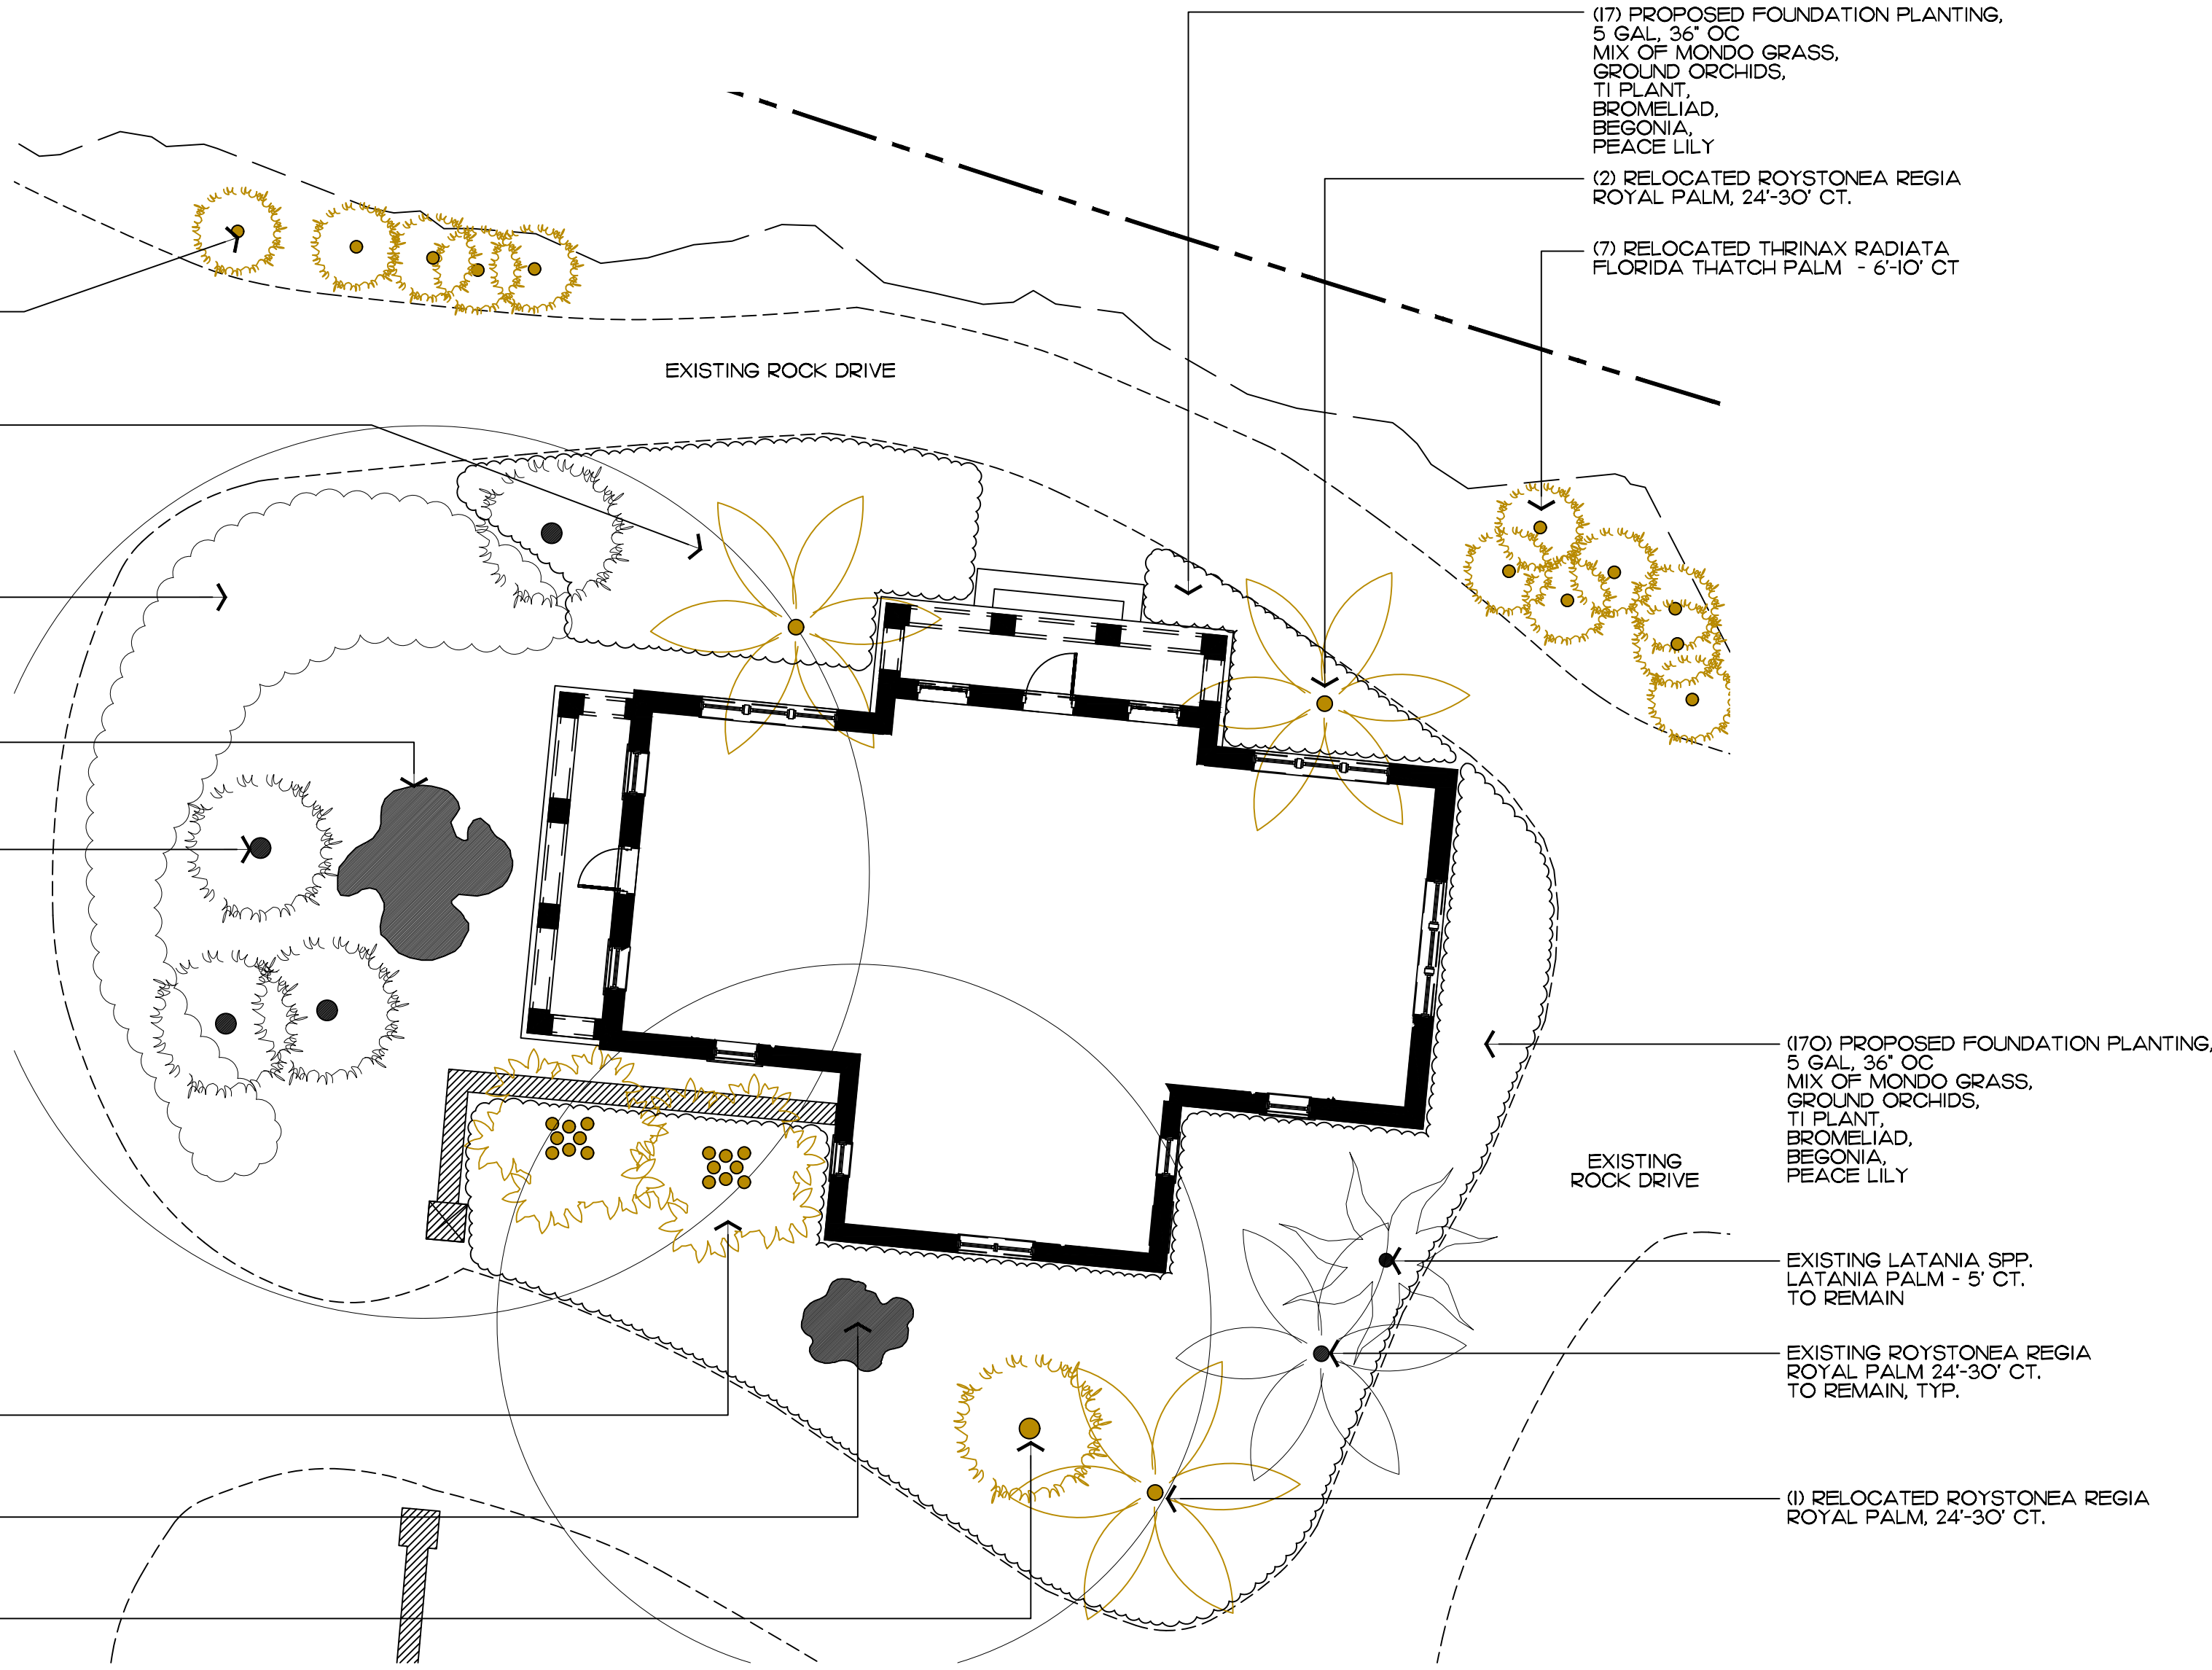 (17) PROPOSED FOUNDATION PLANTING,
5 GAL, 36" OC
MIX OF MONDO GRASS,
GROUND ORCHIDS,
TI PLANT,
BROMELIAD,
BEGONIA,
PEACE LILY
(2) RELOCATED ROYSTONEA REGIA
ROYAL PALM, 24'-30' CT.
(7) RELOCATED THRINAX RADIATA
FLORIDA THATCH PALM - 6'-10' CT
EXISTING ROCK DRIVE
(170) PROPOSED FOUNDATION PLANTING,
5 GAL, 36" OC
MIX OF MONDO GRASS,
GROUND ORCHIDS,
TI PLANT,
BROMELIAD,
BEGONIA,
PEACE LILY
EXISTING
ROCK DRIVE
EXISTING LATANIA SPP.
LATANIA PALM - 5' CT.
TO REMAIN
EXISTING ROYSTONEA REGIA
ROYAL PALM 24'-30' CT.
TO REMAIN, TYP.
(1) RELOCATED ROYSTONEA REGIA
ROYAL PALM, 24'-30' CT.